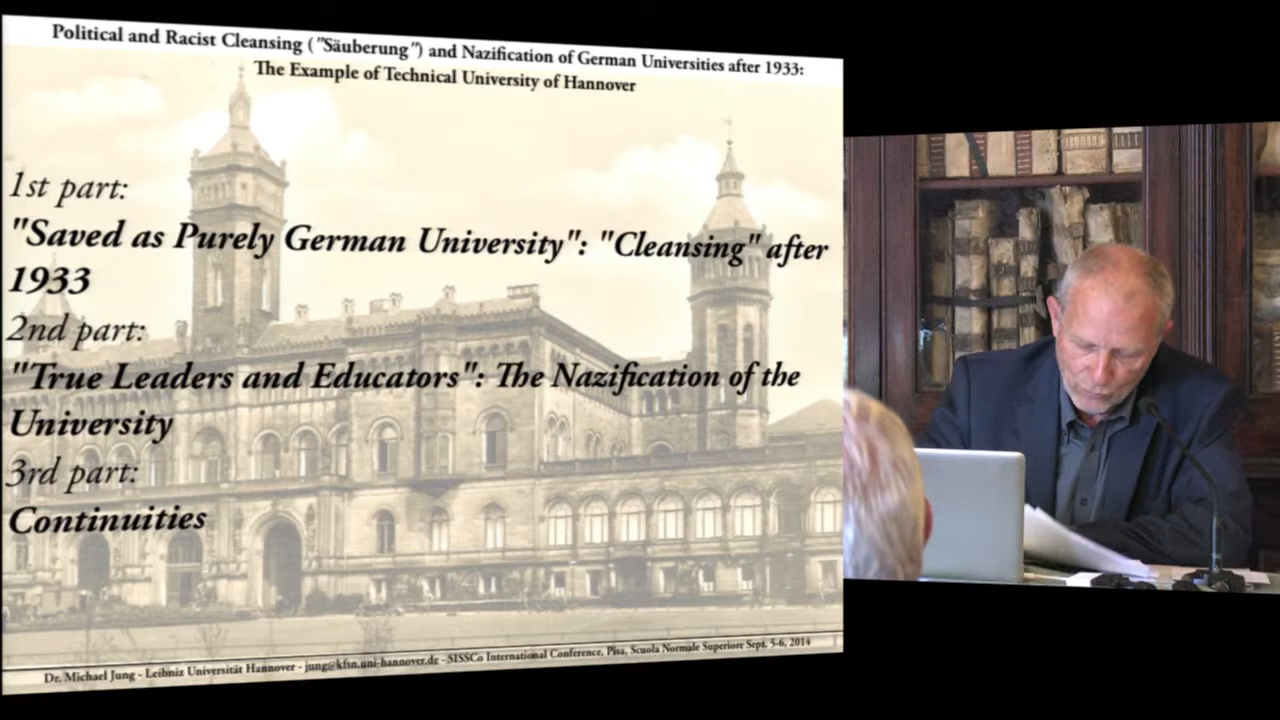 Political and Racist Cleansing ("Säuberung") and Nazification of German Universities after 1933:
The Example of Technical University of Hannover
1st part:
"Saved as Purely German University": "Cleansing" after
1933
2nd part:
"True Leaders and Educators": The Nazification of the
University
3rd part:
Continuities
Dr. Michael Jung - Leibniz Universität Hannover - jung@kfsn.uni-hannover.de - SISSCo International Conference, Pisa, Scuola Normale Superiore Sept. 5-6, 2014